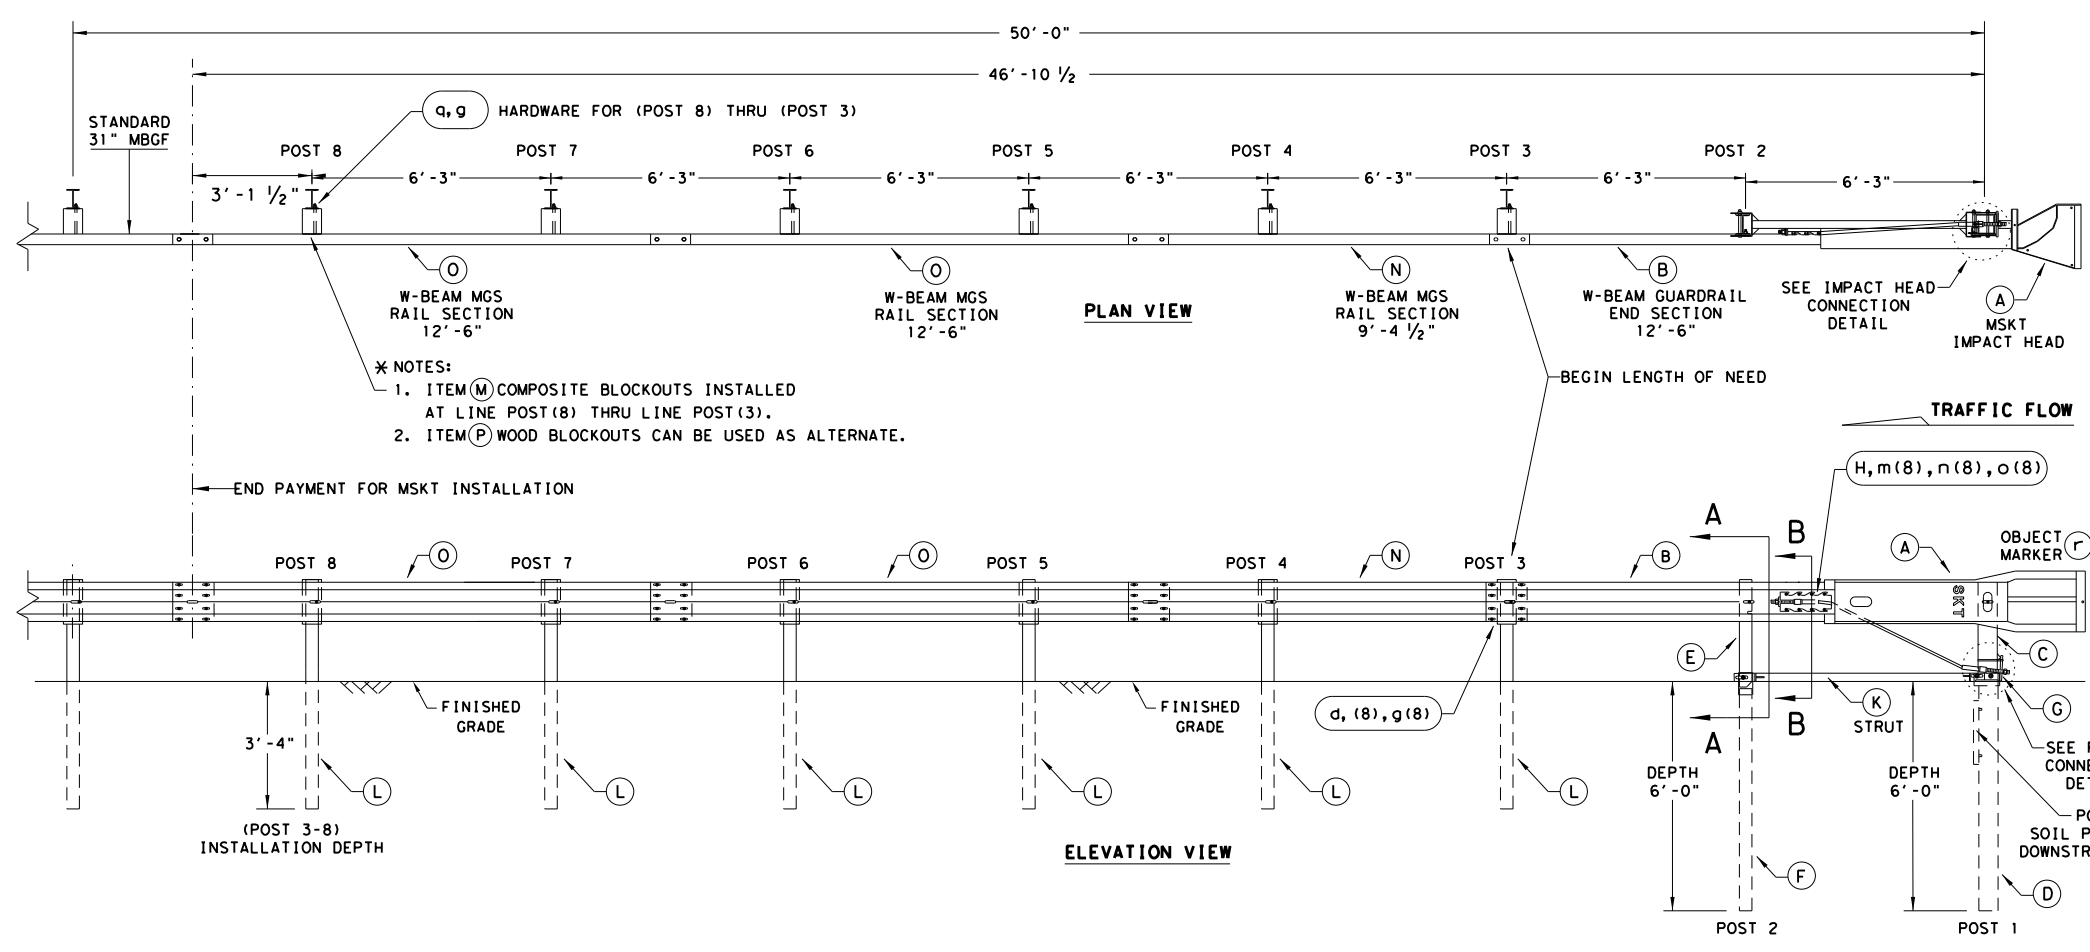 50'-0"
46'-10 1/2
STANDARD
31" MBGF
q,g
HARDWARE FOR (POST 8) THRU (POST 3)
POST 8
POST 7
POST 6
POST 5
POST 4
POST 3
POST 2
3'-1 1/2"
6'-3"
6'-3"
6'-3"
6'-3"
6'-3"
6'-3"
6'-3"
O
W-BEAM MGS
RAIL SECTION
12'-6"
O
W-BEAM MGS
RAIL SECTION
12'-6"
PLAN VIEW
N
W-BEAM MGS
RAIL SECTION
9'-4 1/2"
B
W-BEAM GUARDRAIL
END SECTION
12'-6"
SEE IMPACT HEAD
CONNECTION
DETAIL
A
MSKT
IMPACT HEAD
* NOTES:
1. ITEM M COMPOSITE BLOCKOUTS INSTALLED
AT LINE POST(8) THRU LINE POST(3).
2. ITEM P WOOD BLOCKOUTS CAN BE USED AS ALTERNATE.
BEGIN LENGTH OF NEED
TRAFFIC FLOW
END PAYMENT FOR MSKT INSTALLATION
H,m(8),n(8),o(8)
POST 8
O
POST 7
POST 6
O
POST 5
POST 4
N
POST 3
B
A
B
A
OBJECT
MARKER r
SKT
E
C
FINISHED
GRADE
FINISHED
GRADE
d, (8),g(8)
A
B
K
STRUT
G
3'-4"
L
L
L
L
L
L
(POST 3-8)
INSTALLATION DEPTH
ELEVATION VIEW
DEPTH
6'-0"
DEPTH
6'-0"
SEE
CONNE
DE
PO
SOIL P
DOWNSTR
F
D
POST 2
POST 1